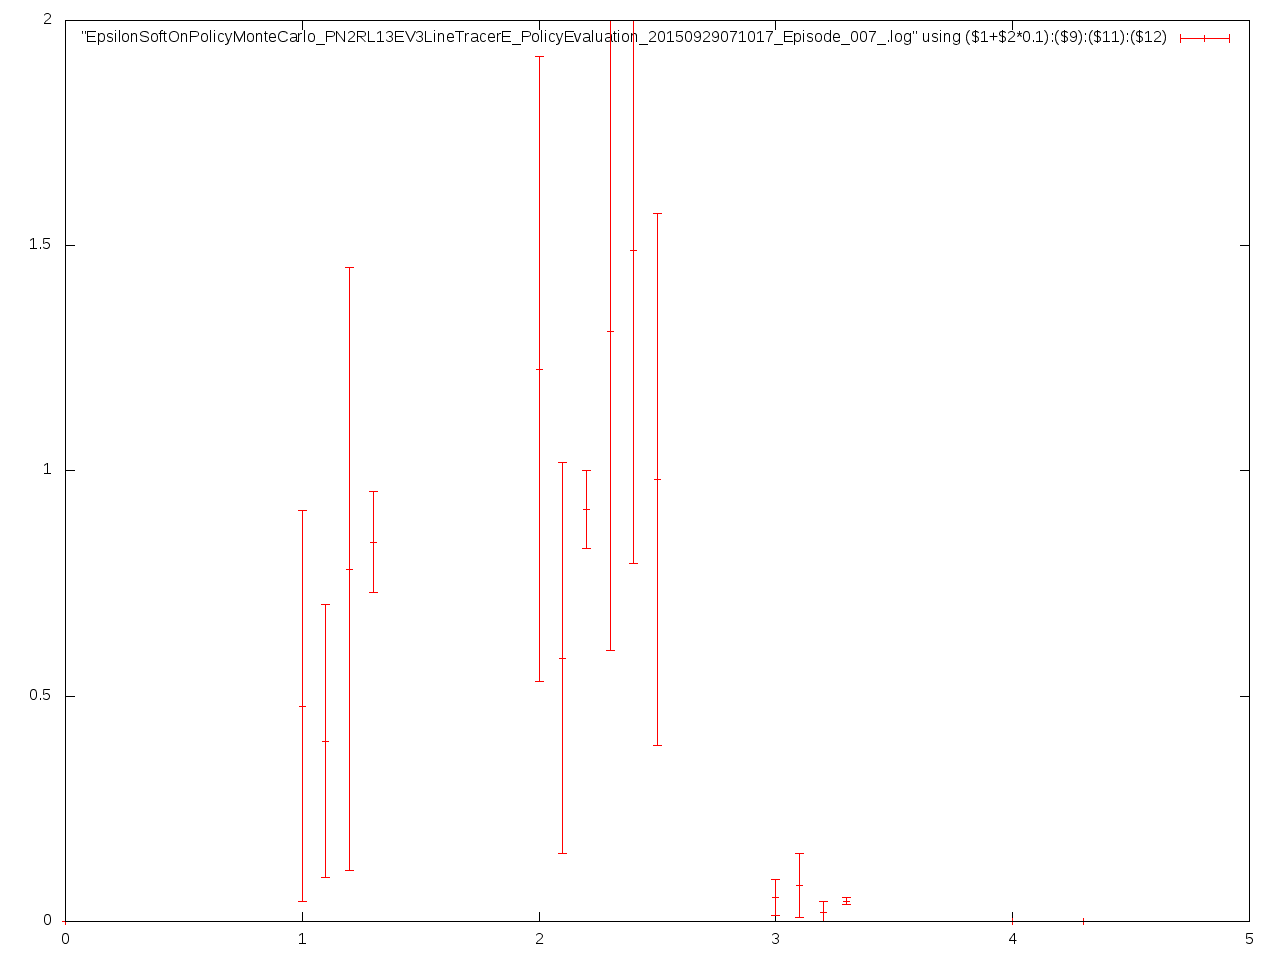 2
"EpsilonSoftOnPolicyMonteCarlo_PN2RL13EV3LineTracerE_PolicyEvaluation_20150929071017_Episode_007_.log" using ($1+$2*0.1):($9):($11):($12)
1.5
1
0.5
0
0 1 2 3 4 5